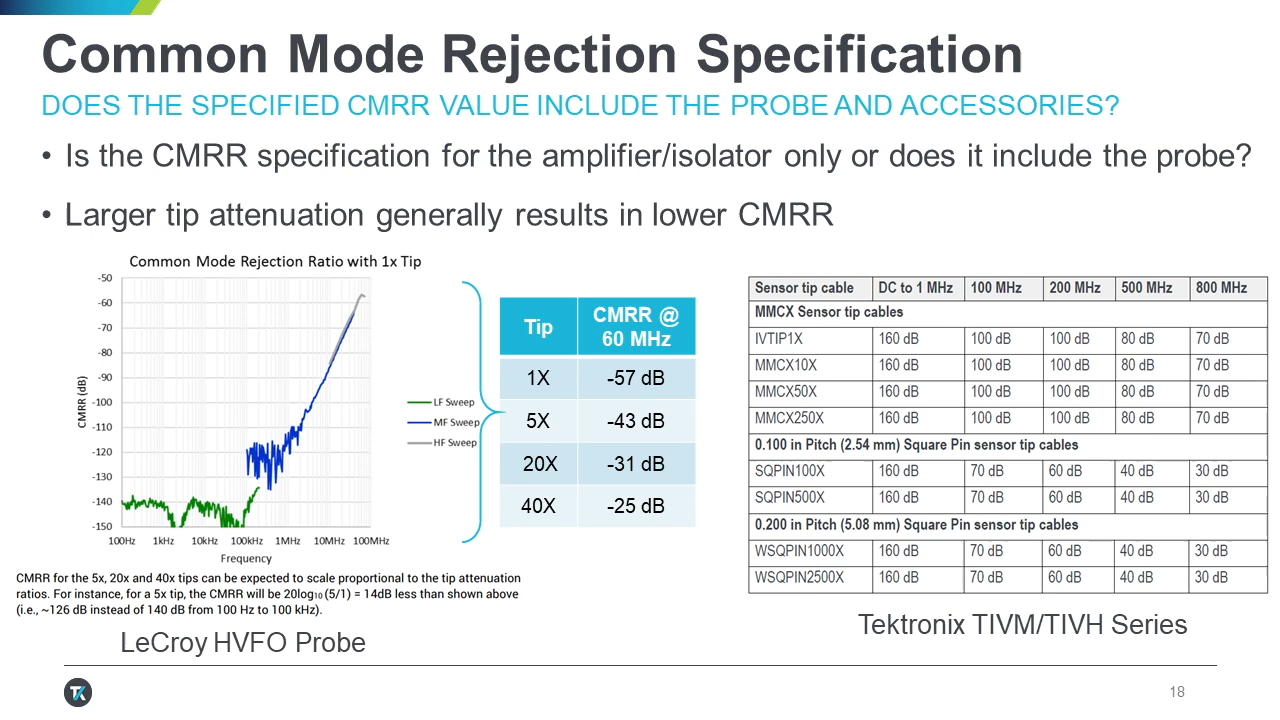 Common Mode Rejection Specification
DOES THE SPECIFIED CMRR VALUE INCLUDE THE PROBE AND ACCESSORIES?
• Is the CMRR specification for the amplifier/isolator only or does it include the probe?
• Larger tip attenuation generally results in lower CMRR
Common Mode Rejection Ratio with 1x Tip
CMRR (dB)
-50
-60
-70
-80
-90
-100
-110
-120
-130
-140
-150
100Hz 1kHz 10kHz 100kHz 1MHz 10MHz 100MHz
Frequency
LF Sweep
MF Sweep
HF Sweep
CMRR for the 5x, 20x and 40x tips can be expected to scale proportional to the tip attenuation
ratios. For instance, for a 5x tip, the CMRR will be 20log10 (5/1) = 14dB less than shown above
(i.e., ~126 dB instead of 140 dB from 100 Hz to 100 kHz).
LeCroy HVFO Probe
Tip CMRR @ 60 MHz
1X -57 dB
5X -43 dB
20X -31 dB
40X -25 dB
Sensor tip cable DC to 1 MHz 100 MHz 200 MHz 500 MHz 800 MHz
MMCX Sensor tip cables
IVTIP1X 160 dB 100 dB 100 dB 80 dB 70 dB
MMCX10X 160 dB 100 dB 100 dB 80 dB 70 dB
MMCX50X 160 dB 100 dB 100 dB 80 dB 70 dB
MMCX250X 160 dB 100 dB 100 dB 80 dB 70 dB
0.100 in Pitch (2.54 mm) Square Pin sensor tip cables
SQPIN100X 160 dB 70 dB 60 dB 40 dB 30 dB
SQPIN500X 160 dB 70 dB 60 dB 40 dB 30 dB
0.200 in Pitch (5.08 mm) Square Pin sensor tip cables
WSQPIN1000X 160 dB 70 dB 60 dB 40 dB 30 dB
WSQPIN2500X 160 dB 70 dB 60 dB 40 dB 30 dB
Tektronix TIVM/TIVH Series
TK
18